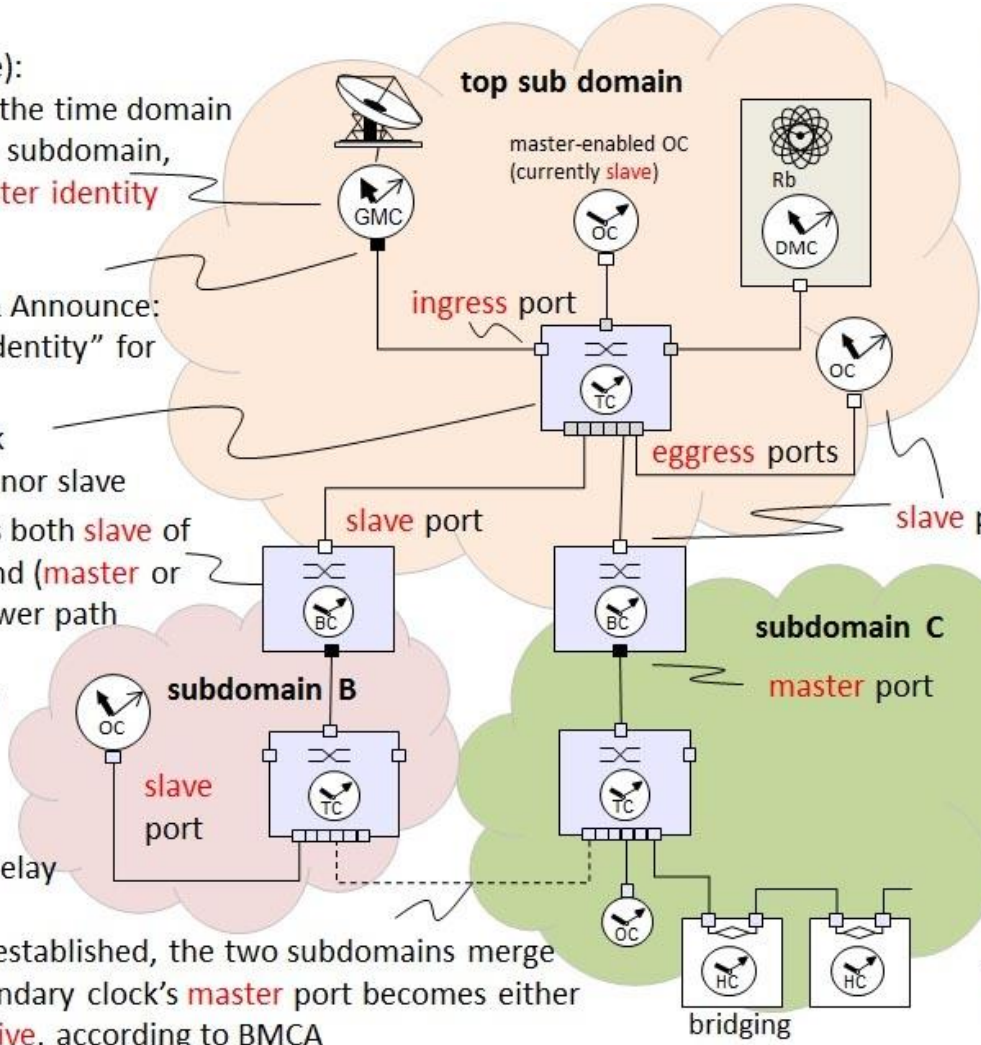 e):
the time domain
subdomain,
ter identity
top sub domain
master-enabled OC
(currently slave)
Rb
GMC
OC
DMC
Announce:
dentity” for
ingress port
OC
TC
k
nor slave
eggress ports
s both slave of
nd (master or
wer path
slave port
slave p
BC
BC
subdomain C
master port
subdomain B
OC
slave
port
TC
TC
elay
OC
established, the two subdomains merge
ndary clock’s master port becomes either
ive, according to BMCA
HC
HC
bridging